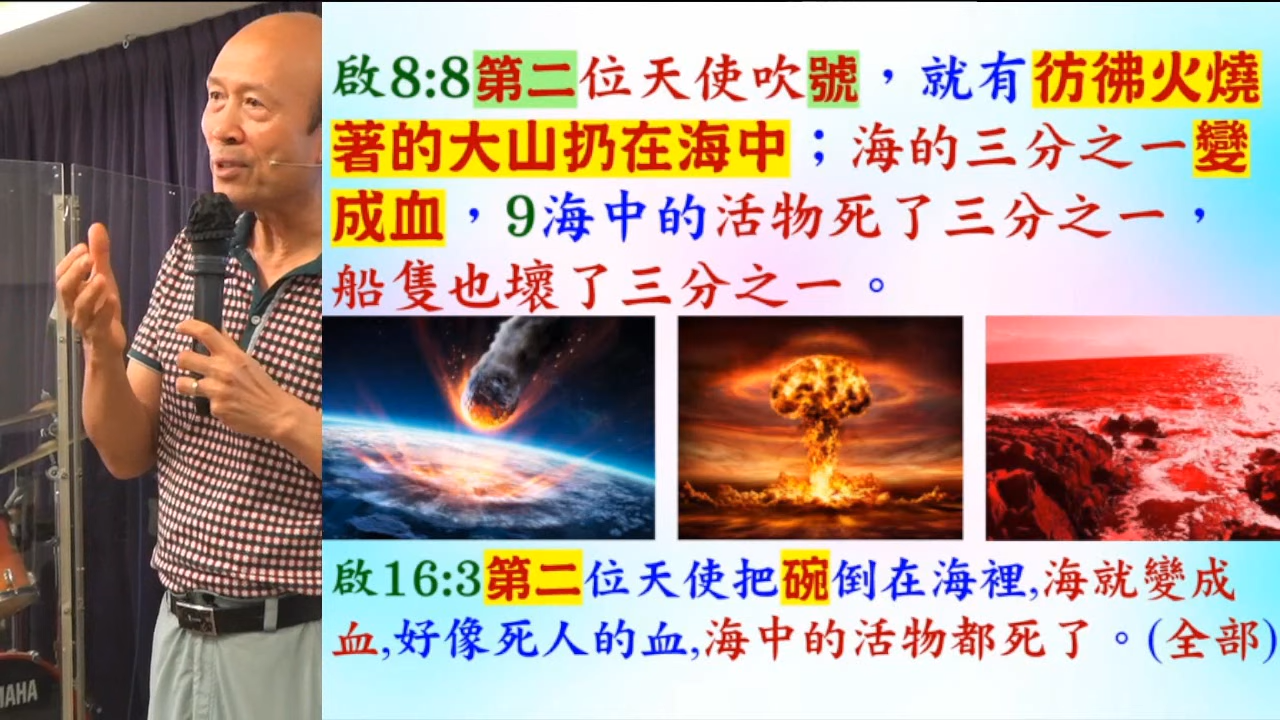 啟8:8第二位天使吹號，就有彷彿火燒
著的大山扔在海中；海的三分之一變
成血，9海中的活物死了三分之一，
船隻也壞了三分之一。
啟16:3第二位天使把碗倒在海裡,海就變成
血,好像死人的血,海中的活物都死了。(全部)
MAHA